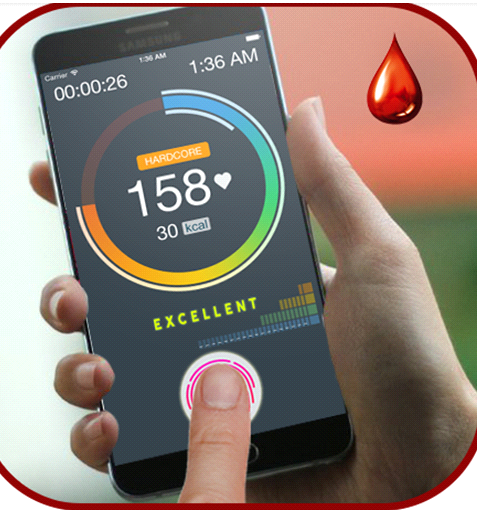 SAMSUNG
Carrier 1:36 AM
00:00:26 1:36 AM
HARDCORE
158
30 kcal
EXCELLENT